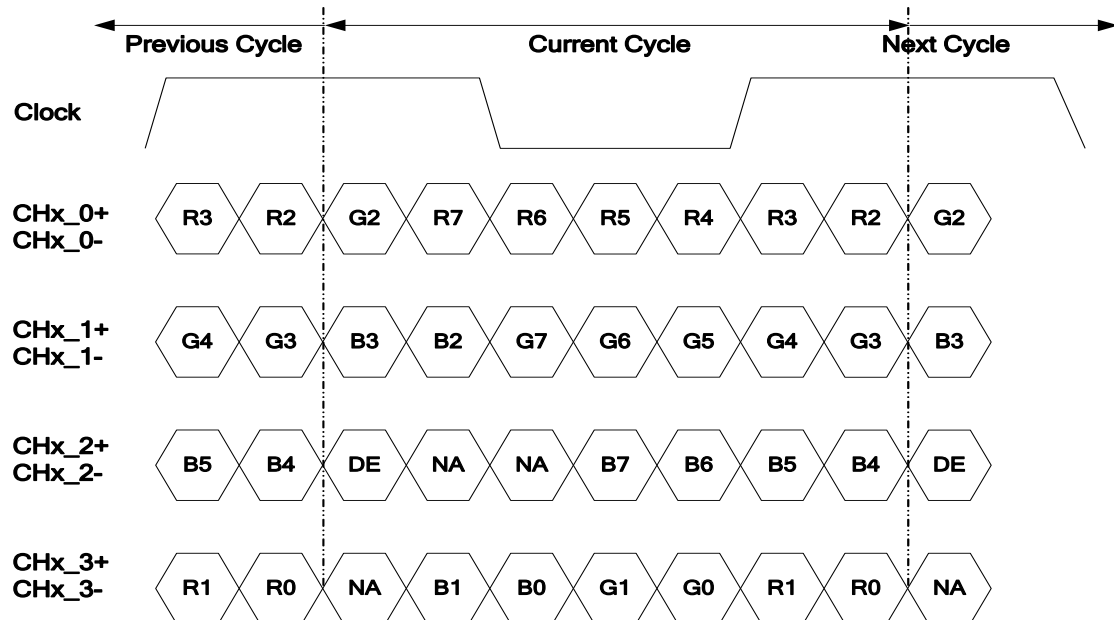 Previous Cycle Current Cycle Next Cycle
Clock
CHx_0+
CHx_0-
R3 R2 G2 R7 R6 R5 R4 R3 R2 G2
CHx_1+
CHx_1-
G4 G3 B3 B2 G7 G6 G5 G4 G3 B3
CHx_2+
CHx_2-
B5 B4 DE NA NA B7 B6 B5 B4 DE
CHx_3+
CHx_3-
R1 R0 NA B1 B0 G1 G0 R1 R0 NA